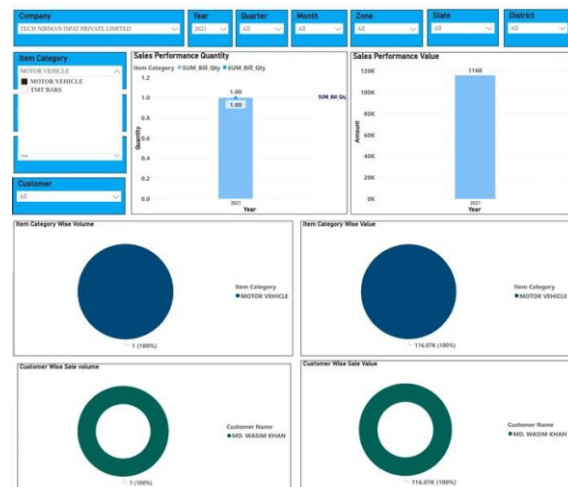 Company
TECH NIRMAN ISPAT PRIVATE LIMITED
Year
2021
Quarter
All
Month
All
Zone
All
State
All
District
All
Item Category
MOTOR VEHICLE
MOTOR VEHICLE
TMT BARS
Customer
All
Sales Performance Quantity
Item Category SUM_Bill_Qty SUM_Bill_Qty
1.2
1.0
0.8
0.6
0.4
0.2
0.0
Quantity
1.00
1.00
SUM_Bill_Qty
2021
Year
Sales Performance Value
120K
100K
80K
60K
40K
20K
0K
Amount
116K
2021
Year
Item Category Wise Volume
Item Category
MOTOR VEHICLE
1 (100%)
Item Category Wise Value
Item Category
MOTOR VEHICLE
116.07K (100%)
Customer Wise Sale volume
Customer Name
MD. WASIM KHAN
1 (100%)
Customer Wise Sale Value
Customer Name
MD. WASIM KHAN
116.07K (100%)